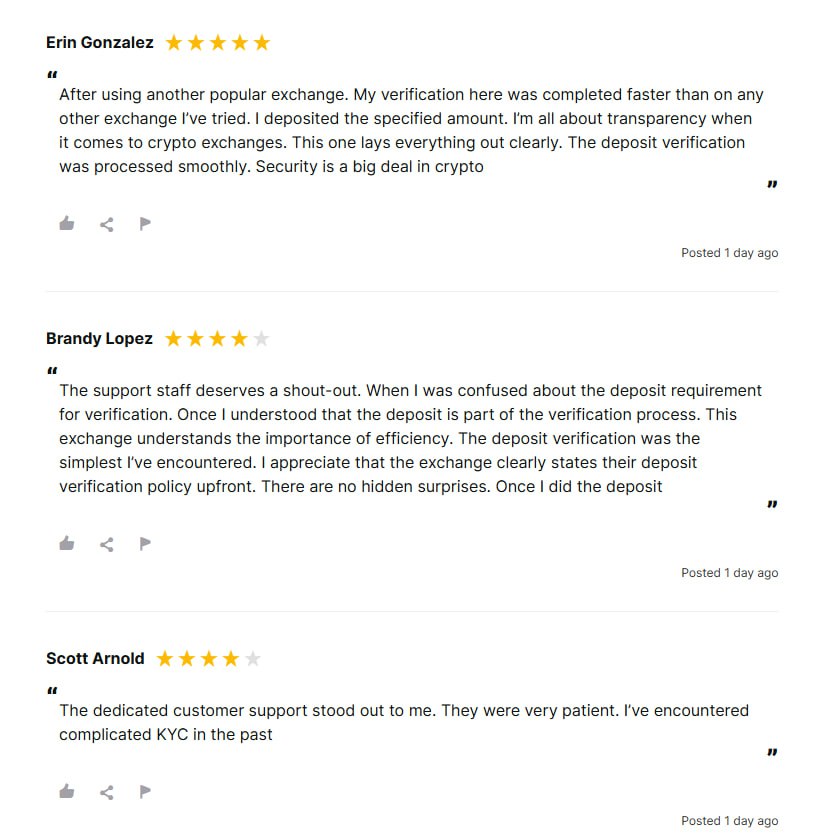 Erin Gonzalez
“
After using another popular exchange. My verification here was completed faster than on any
other exchange I’ve tried. I deposited the specified amount. I’m all about transparency when
it comes to crypto exchanges. This one lays everything out clearly. The deposit verification
was processed smoothly. Security is a big deal in crypto
”
Posted 1 day ago
Brandy Lopez
“
The support staff deserves a shout-out. When I was confused about the deposit requirement
for verification. Once I understood that the deposit is part of the verification process. This
exchange understands the importance of efficiency. The deposit verification was the
simplest I’ve encountered. I appreciate that the exchange clearly states their deposit
verification policy upfront. There are no hidden surprises. Once I did the deposit
”
Posted 1 day ago
Scott Arnold
“
The dedicated customer support stood out to me. They were very patient. I’ve encountered
complicated KYC in the past
”
Posted 1 day ago